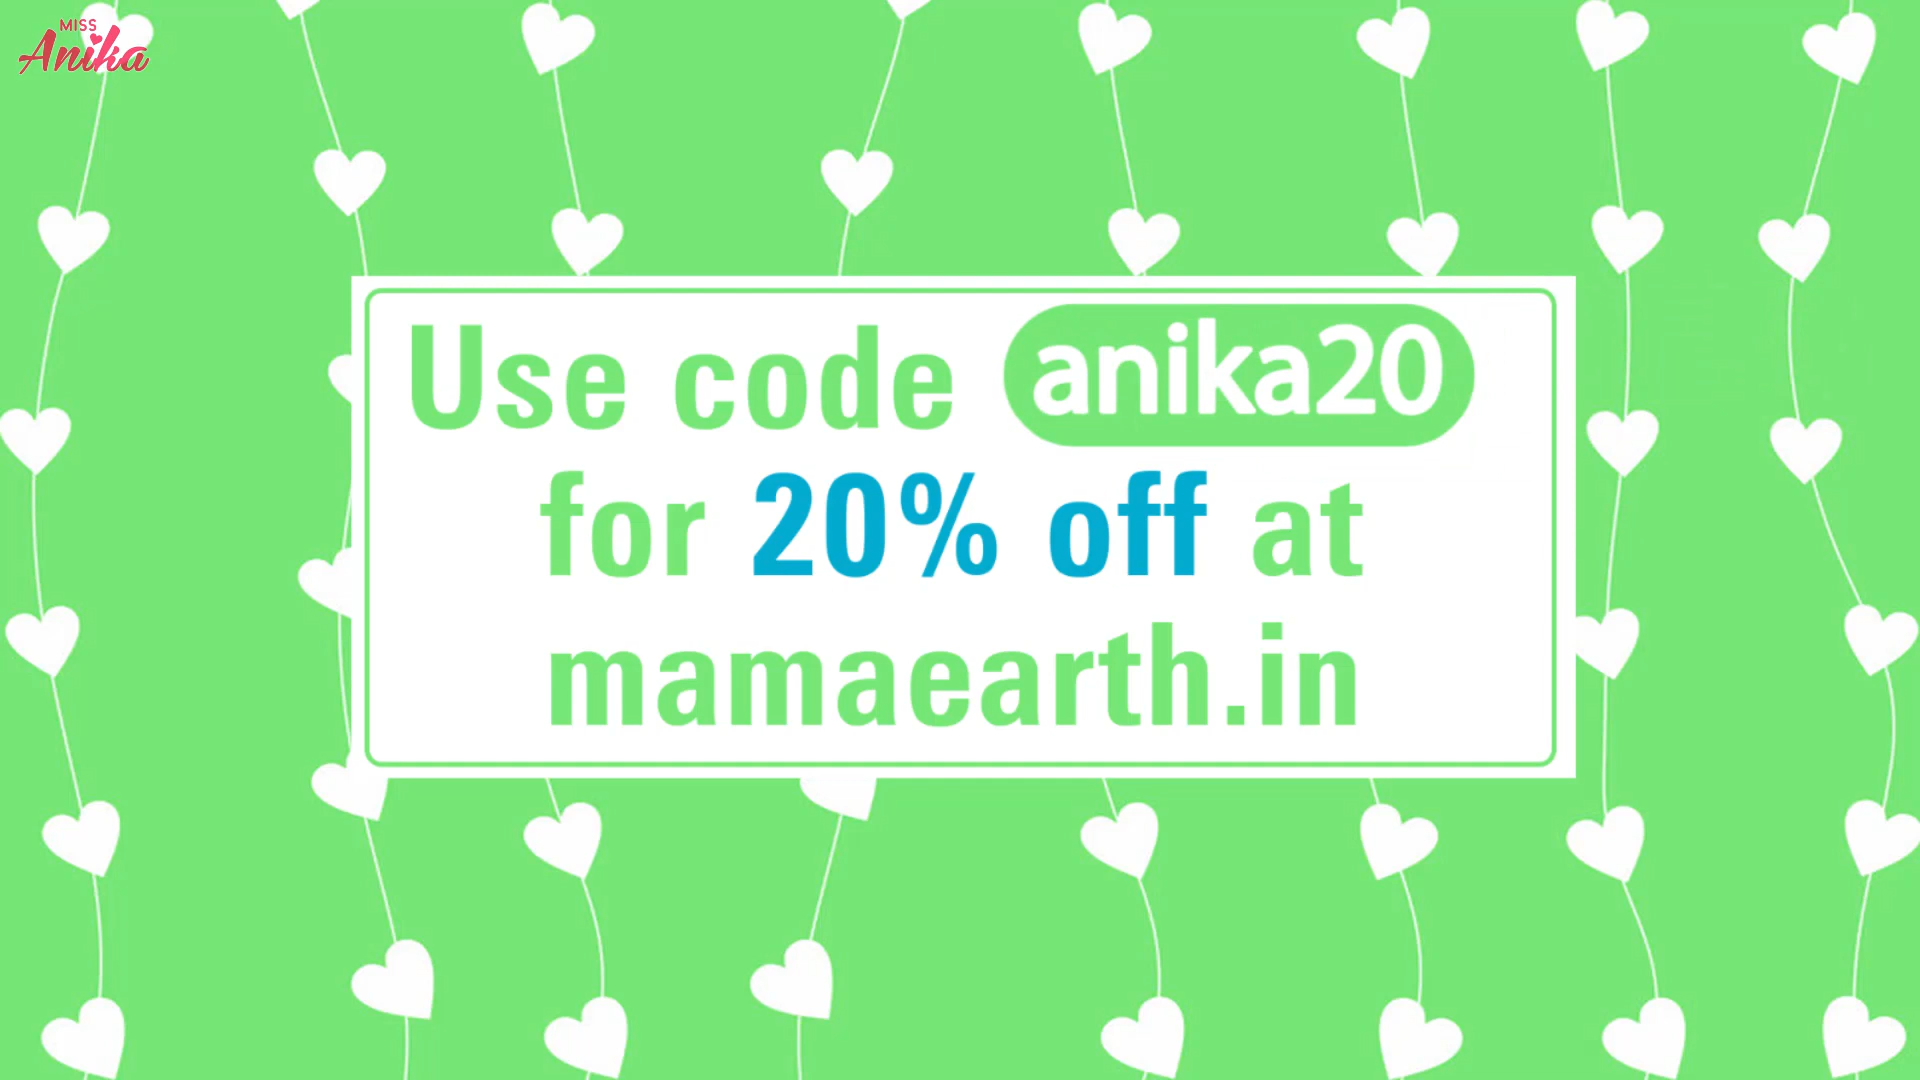 MISS
Anika
Use code anika20
for 20% off at
mamaearth.in